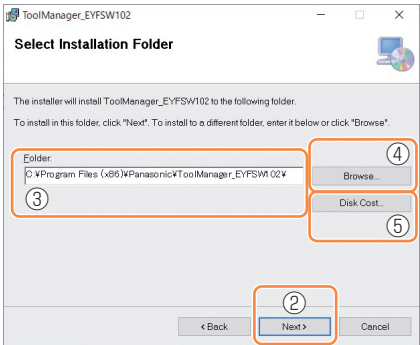 ToolManager_EYFSW102
Select Installation Folder
The installer will install ToolManager_EYFSW102 to the following folder.
To install in this folder, click "Next". To install to a different folder, enter it below or click "Browse".
Folder:
C:¥Program Files (x86)¥Panasonic¥ToolManager_EYFSW102¥
③
④
Browse...
Disk Cost...
⑤
②
< Back
Next >
Cancel